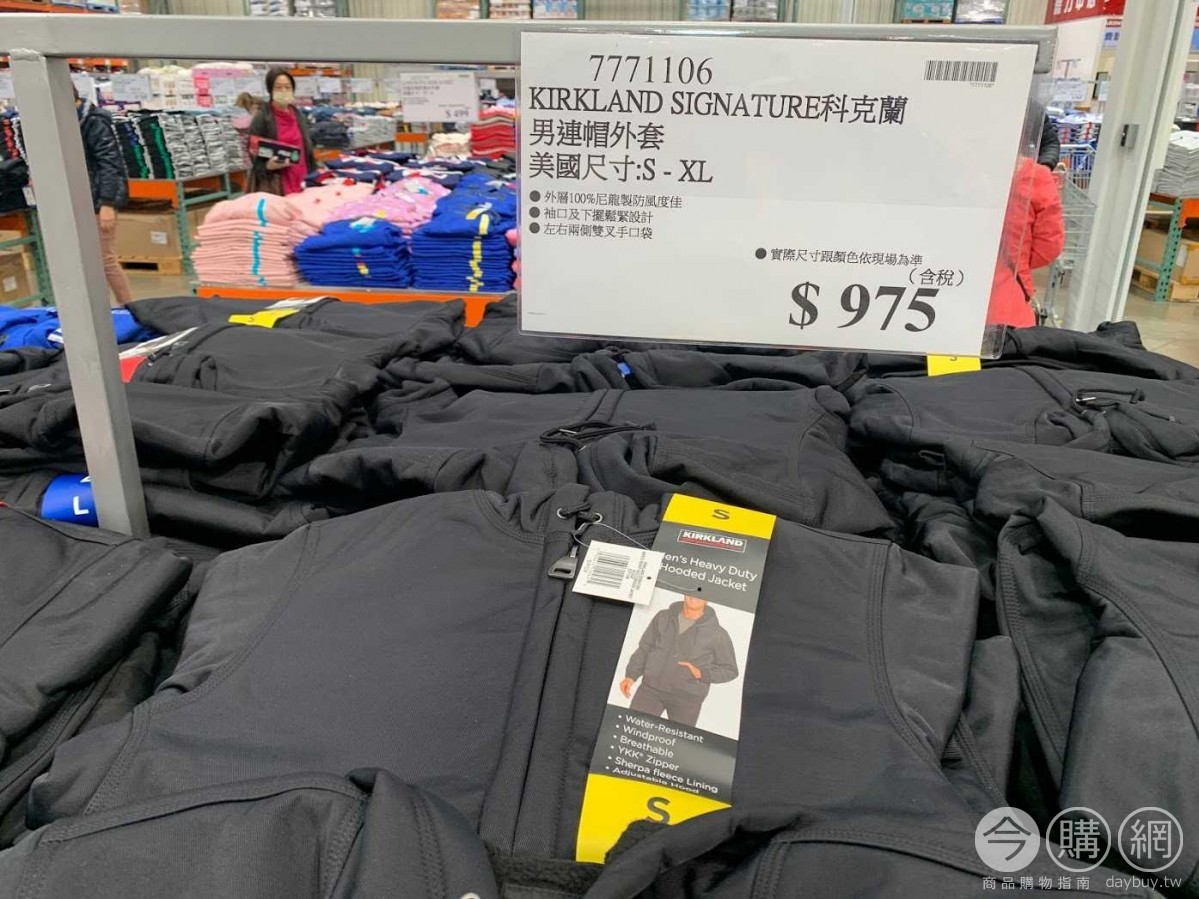 7771106
KIRKLAND SIGNATURE科克蘭
男連帽外套
美國尺寸:S - XL
● 外層100%尼龍製防風度佳
● 袖口及下擺鬆緊設計
● 左右兩側雙叉手口袋
● 實際尺寸跟顏色依現場為準
(含稅)
$ 975
$ 499
S
L
S
KIRKLAND
Men's Heavy Duty
Hooded Jacket
• Water-Resistant
• Windproof
• Breathable
• YKK® Zipper
• Sherpa fleece Lining
• Adjustable Hood
S
今購網
商品購物指南 daybuy.tw